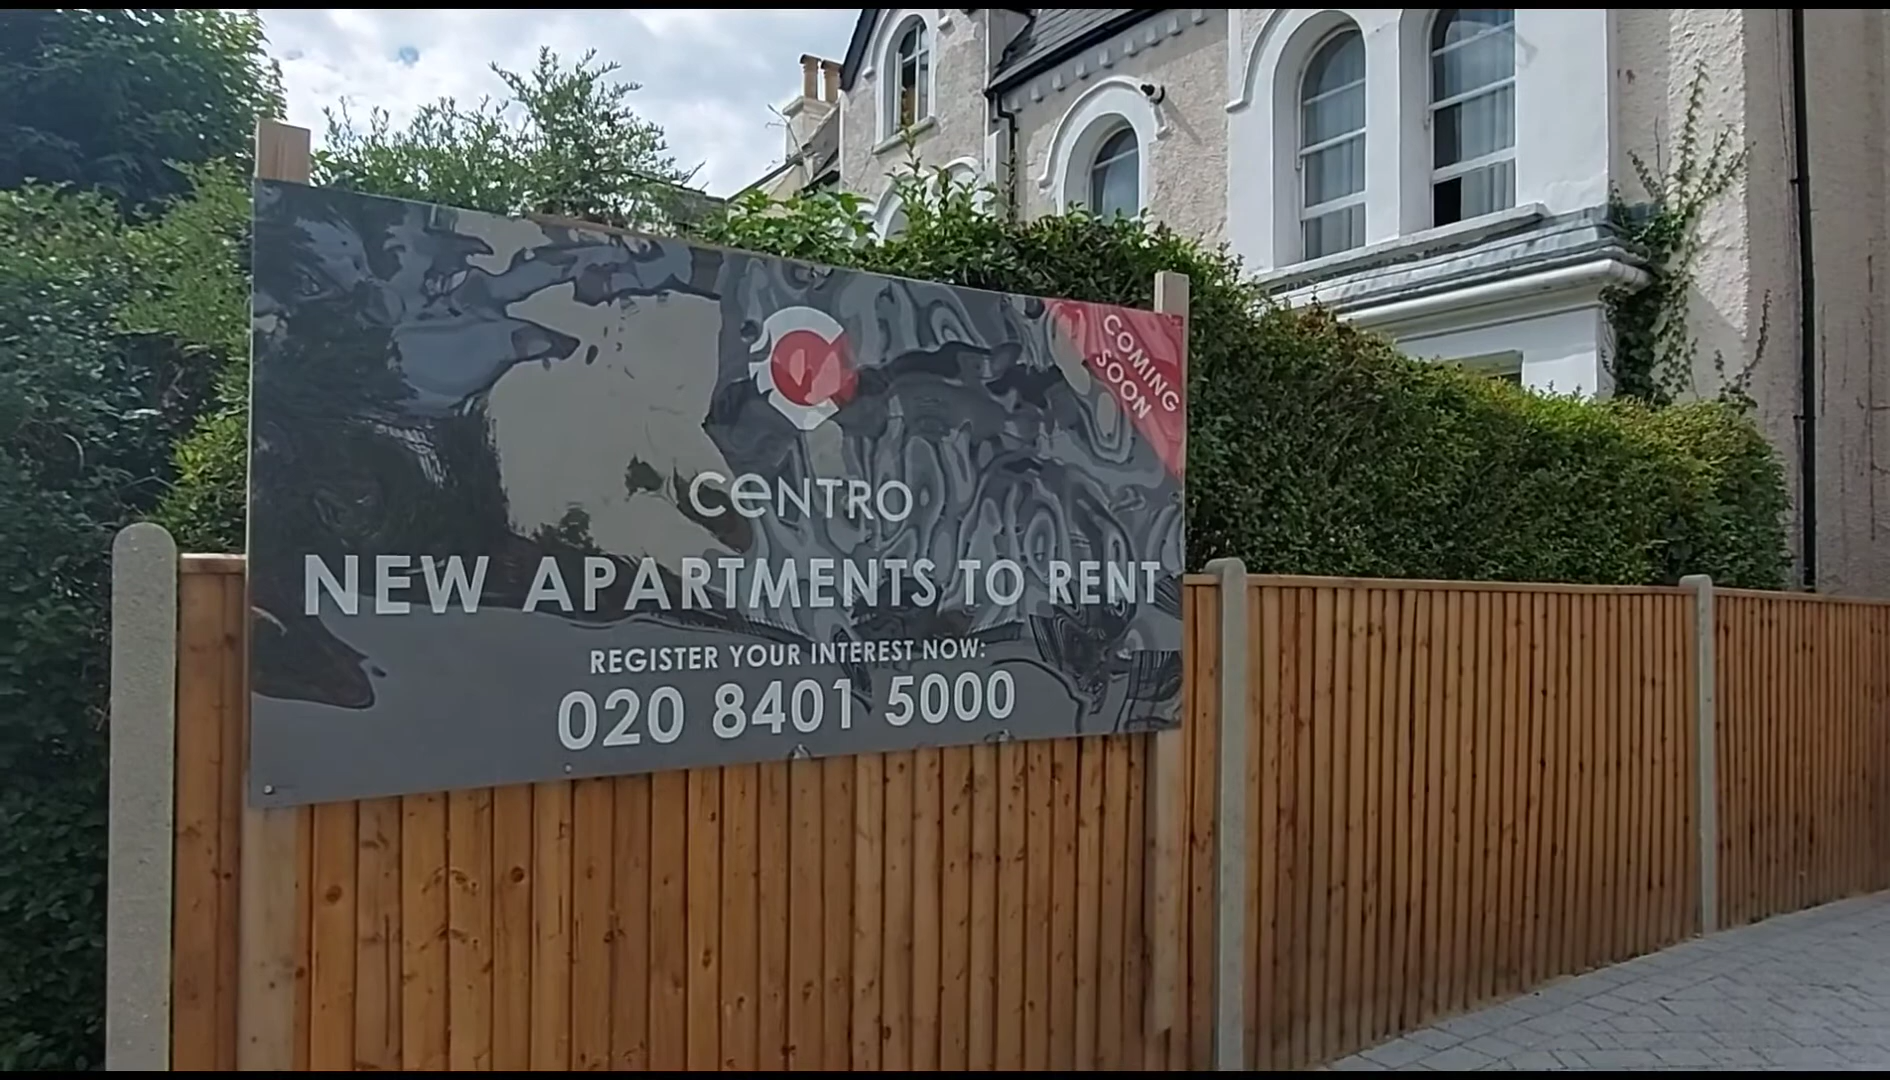 COMING
SOON
CeNTRO
NEW APARTMENTS TO RENT
REGISTER YOUR INTEREST NOW:
020 8401 5000